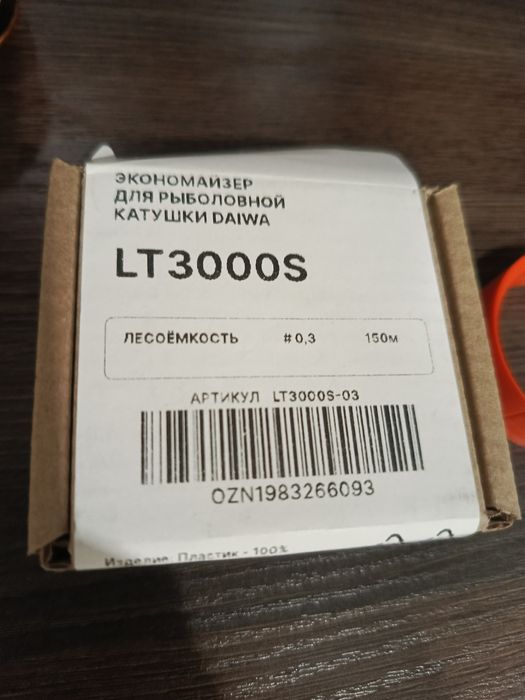 ЭКОНОМАЙЗЕР
ДЛЯ РЫБОЛОВНОЙ
КАТУШКИ DAIWA
LT3000S
ЛЕСОЁМКОСТЬ #0,3 150м
АРТИКУЛ LT3000S-03
OZN1983266093
Изделие: Пластик - 100%